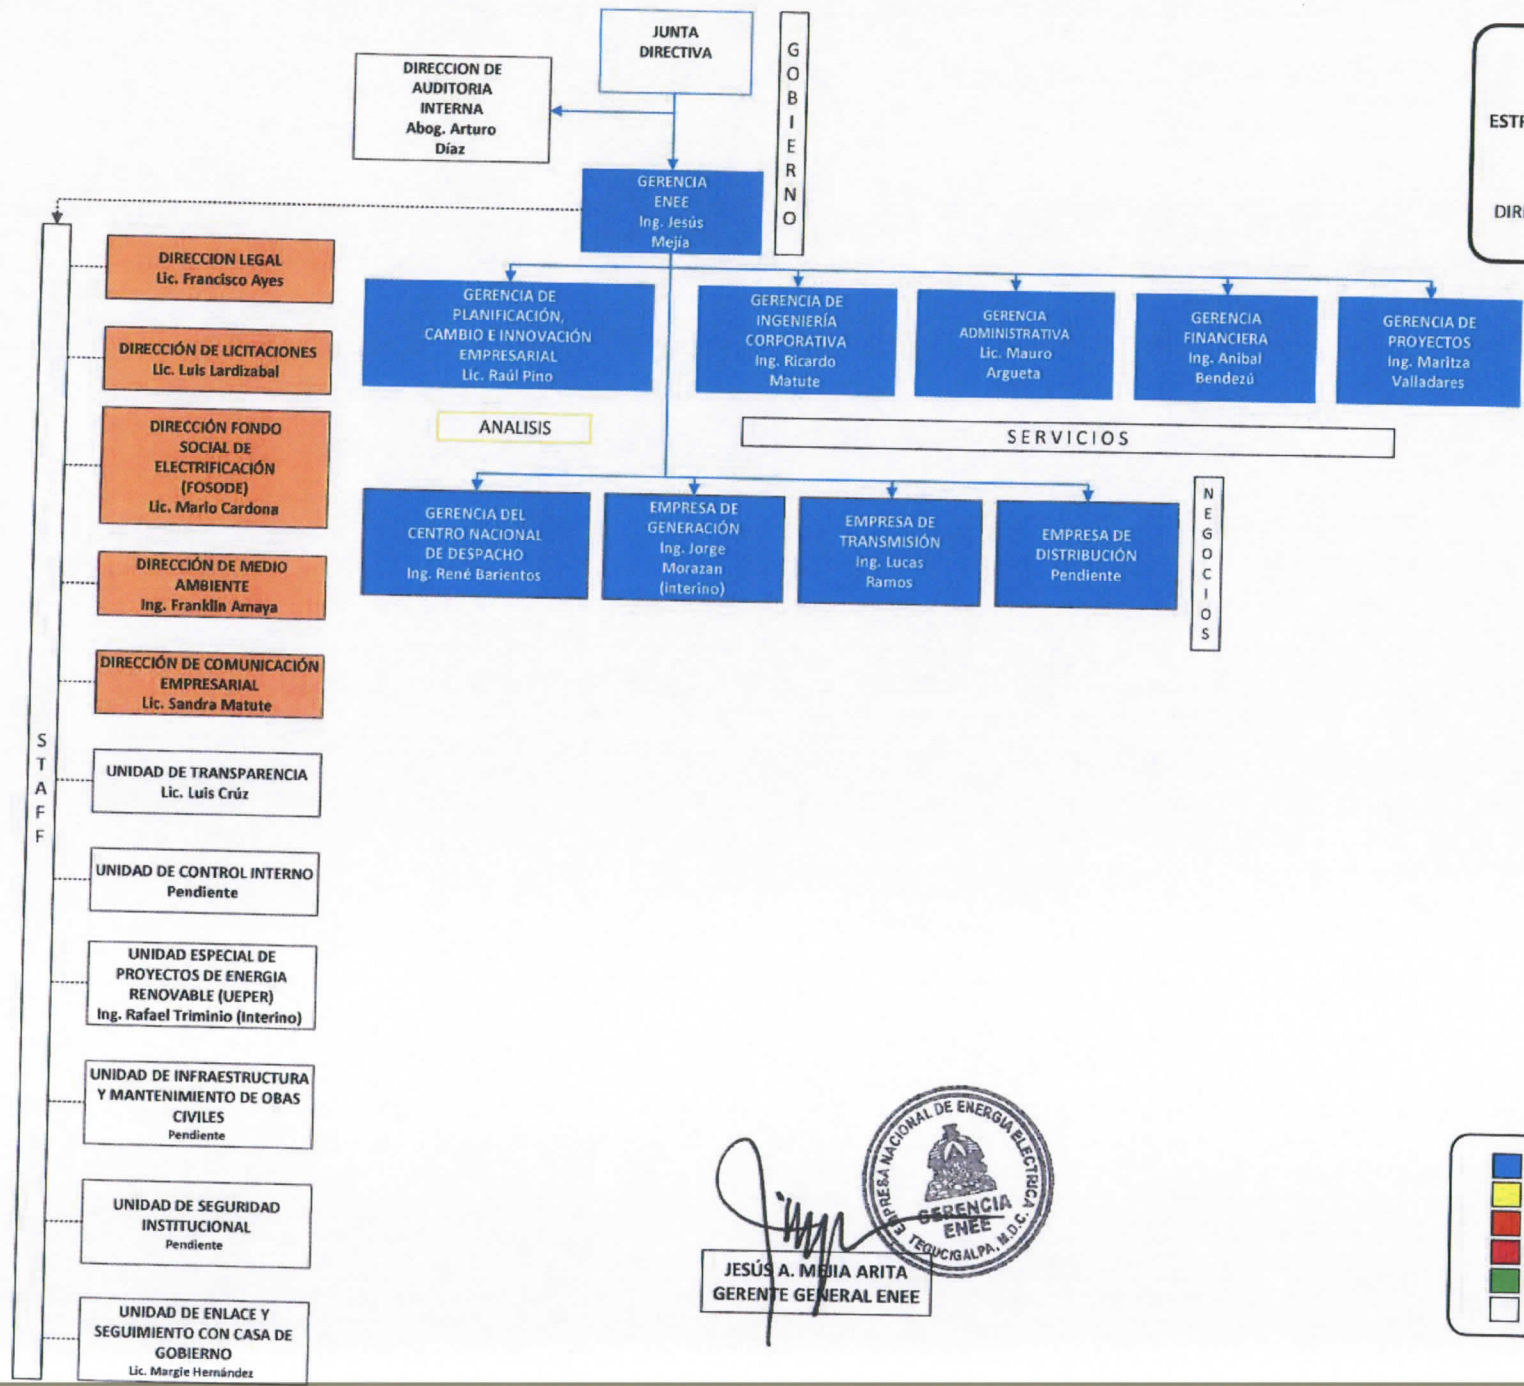 JUNTA
DIRECTIVA
GOBIERNO
DIRECCION DE
AUDITORIA
INTERNA
Abog. Arturo
Díaz
GERENCIA
ENEE
Ing. Jesús
Mejía
STAFF
DIRECCION LEGAL
Lic. Francisco Ayes
DIRECCIÓN DE LICITACIONES
Lic. Luis Lardizabal
DIRECCIÓN FONDO
SOCIAL DE
ELECTRIFICACIÓN
(FOSODE)
Lic. Mario Cardona
DIRECCIÓN DE MEDIO
AMBIENTE
Ing. Franklin Amaya
DIRECCIÓN DE COMUNICACIÓN
EMPRESARIAL
Lic. Sandra Matute
UNIDAD DE TRANSPARENCIA
Lic. Luis Crúz
UNIDAD DE CONTROL INTERNO
Pendiente
UNIDAD ESPECIAL DE
PROYECTOS DE ENERGIA
RENOVABLE (UEPER)
Ing. Rafael Triminio (Interino)
UNIDAD DE INFRAESTRUCTURA
Y MANTENIMIENTO DE OBAS
CIVILES
Pendiente
UNIDAD DE SEGURIDAD
INSTITUCIONAL
Pendiente
UNIDAD DE ENLACE Y
SEGUIMIENTO CON CASA DE
GOBIERNO
Lic. Margie Hernández
GERENCIA DE
PLANIFICACIÓN,
CAMBIO E INNOVACIÓN
EMPRESARIAL
Lic. Raúl Pino
GERENCIA DE
INGENIERÍA
CORPORATIVA
Ing. Ricardo
Matute
GERENCIA
ADMINISTRATIVA
Lic. Mauro
Argueta
GERENCIA
FINANCIERA
Ing. Anibal
Bendezú
GERENCIA DE
PROYECTOS
Ing. Maritza
Valladares
ANALISIS
SERVICIOS
GERENCIA DEL
CENTRO NACIONAL
DE DESPACHO
Ing. René Barientos
EMPRESA DE
GENERACIÓN
Ing. Jorge
Morazan
(interino)
EMPRESA DE
TRANSMISIÓN
Ing. Lucas
Ramos
EMPRESA DE
DISTRIBUCIÓN
Pendiente
NEGOCIOS
EMPRESA NACIONAL DE ENERGIA ELECTRICA
GERENCIA
ENEE
TEGUCIGALPA, M.D.C.
JESÚS A. MEJIA ARITA
GERENTE GENERAL ENEE